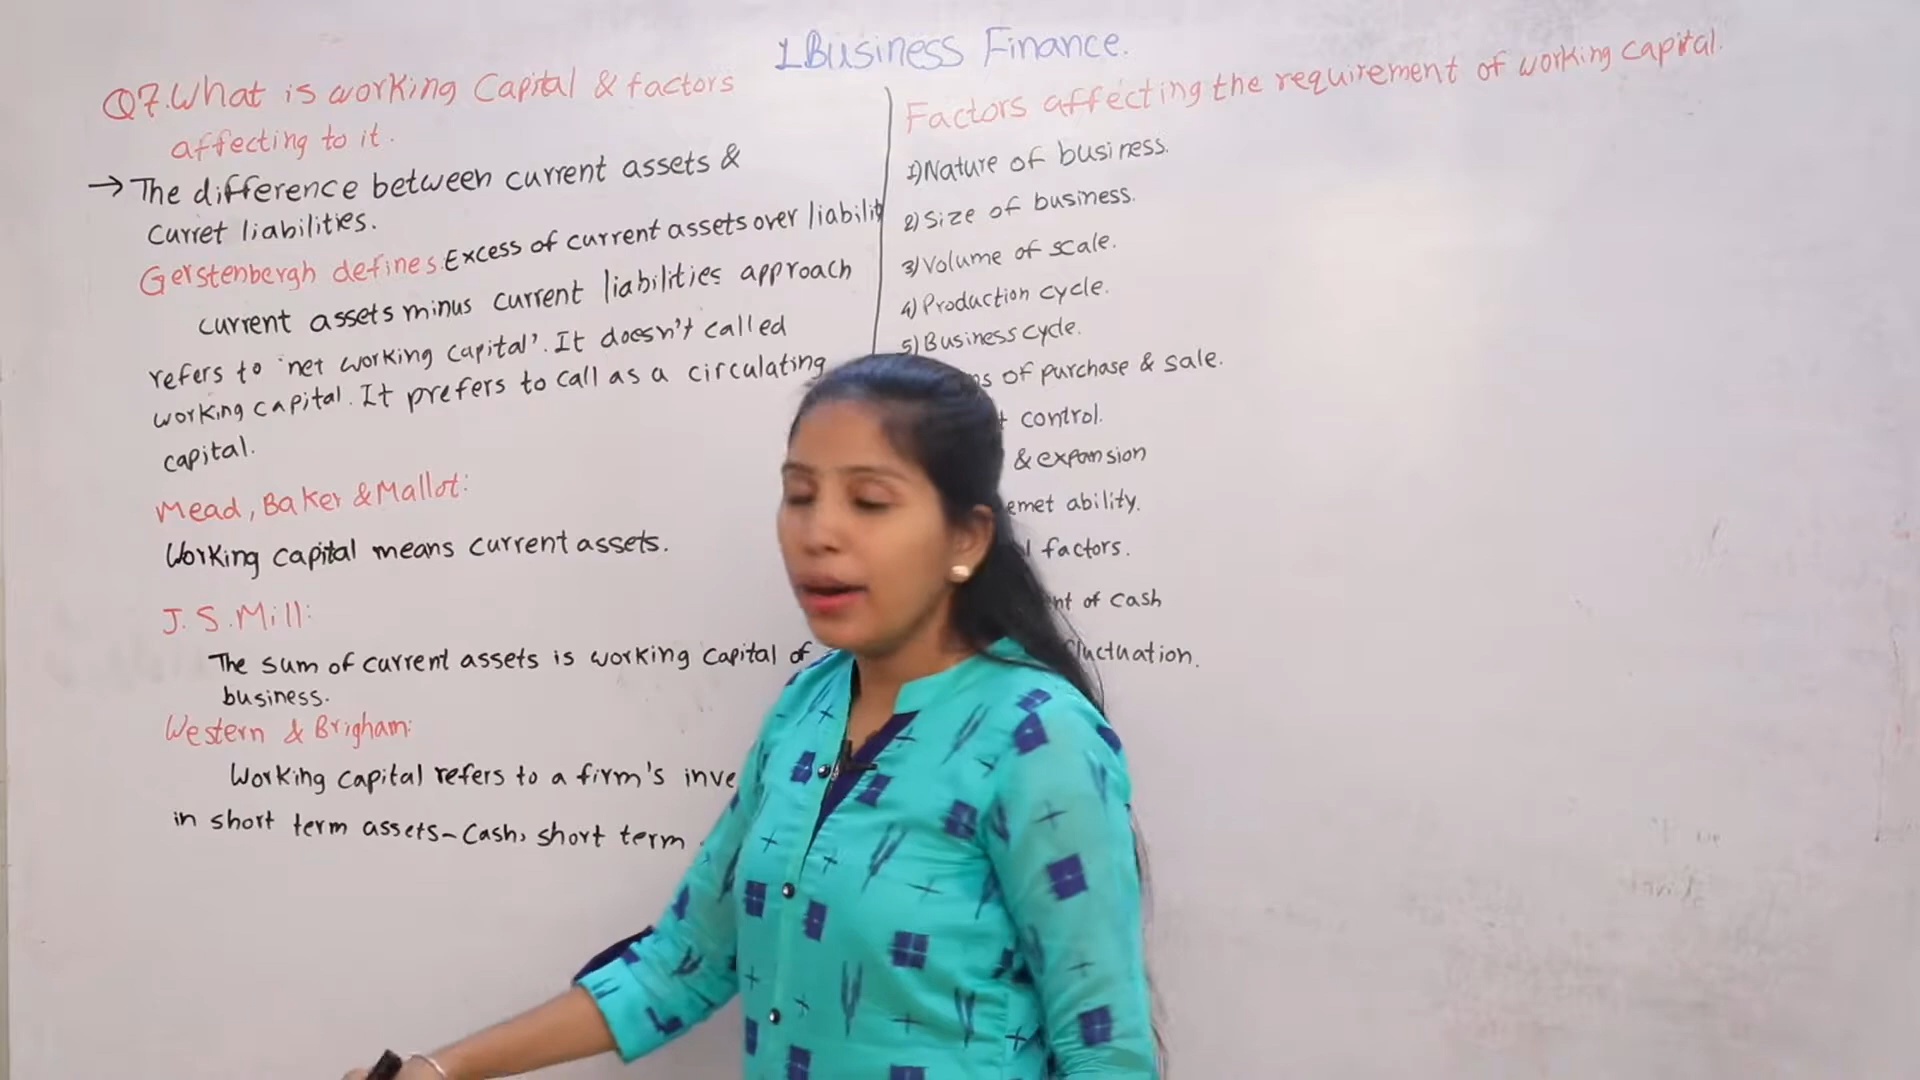 1 Business Finance.
Q7. What is working Capital & factors
affecting to it.
→ The difference between current assets &
curret liabilities.
Gerstenbergh defines: Excess of current assets over liabilit
current assets minus current liabilities approach
refers to 'net working capital'. It doesn't called
working capital. It prefers to call as a circulating
capital.
Mead, Baker & Mallot:
Working capital means current assets.
J. S. Mill:
The sum of current assets is working capital of
business.
Western & Brigham:
Working capital refers to a firm's inve
in short term assets - Cash, short term
Factors affecting the requirement of working capital.
1) Nature of business.
2) Size of business.
3) Volume of scale.
4) Production cycle.
5) Business cycle.
s of purchase & sale.
control.
& expansion
emet ability.
l factors.
nt of cash
fluctuation.